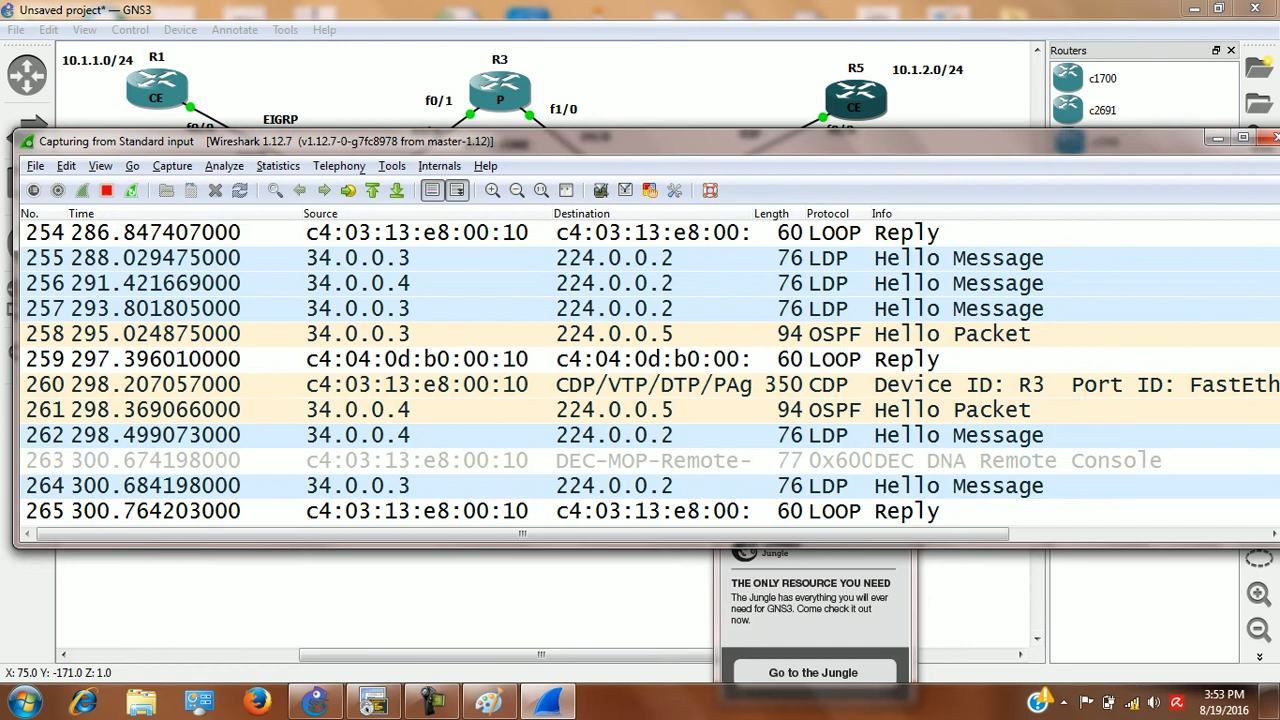 Unsaved project* — GNS3
File Edit View Control Device Annotate Tools Help
10.1.1.0/24 R1 R3 R5 10.1.2.0/24 Routers
CE P CE c1700
f0/1 f1/0 c2691
EIGRP
Capturing from Standard input [Wireshark 1.12.7 (v1.12.7-0-g7fc8978 from master-1.12)]
File Edit View Go Capture Analyze Statistics Telephony Tools Internals Help
No. Time Source Destination Length Protocol Info
254 286.847407000 c4:03:13:e8:00:10 c4:03:13:e8:00: 60 LOOP Reply
255 288.029475000 34.0.0.3 224.0.0.2 76 LDP Hello Message
256 291.421669000 34.0.0.4 224.0.0.2 76 LDP Hello Message
257 293.801805000 34.0.0.3 224.0.0.2 76 LDP Hello Message
258 295.024875000 34.0.0.3 224.0.0.5 94 OSPF Hello Packet
259 297.396010000 c4:04:0d:b0:00:10 c4:04:0d:b0:00: 60 LOOP Reply
260 298.207057000 c4:03:13:e8:00:10 CDP/VTP/DTP/PAg 350 CDP Device ID: R3 Port ID: FastEth
261 298.369066000 34.0.0.4 224.0.0.5 94 OSPF Hello Packet
262 298.499073000 34.0.0.4 224.0.0.2 76 LDP Hello Message
263 300.674198000 c4:03:13:e8:00:10 DEC-MOP-Remote- 77 0x600 DEC DNA Remote Console
264 300.684198000 34.0.0.3 224.0.0.2 76 LDP Hello Message
265 300.764203000 c4:03:13:e8:00:10 c4:03:13:e8:00: 60 LOOP Reply
Jungle
THE ONLY RESOURCE YOU NEED
The Jungle has everything you will ever
need for GNS3. Come check it out
now.
Go to the Jungle
X: 75.0 Y: -171.0 Z: 1.0
3:53 PM
8/19/2016